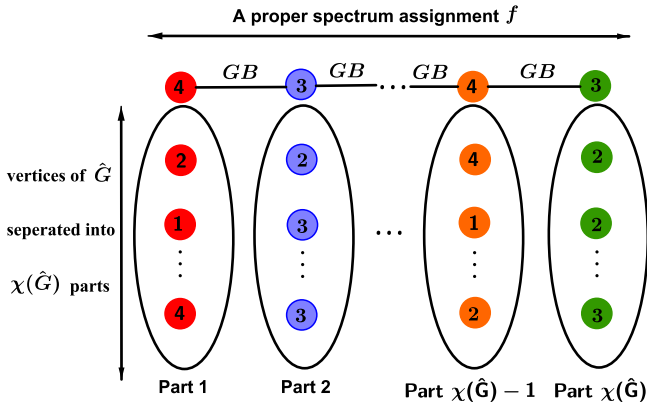 A proper spectrum assignment f
GB GB GB GB
4 3 ... 4 3
vertices of Ĝ
2 2 4 2
seperated into
1 3 ... 1 2
χ(Ĝ) parts
4 3 2 3
Part 1 Part 2 Part χ(Ĝ) − 1 Part χ(Ĝ)